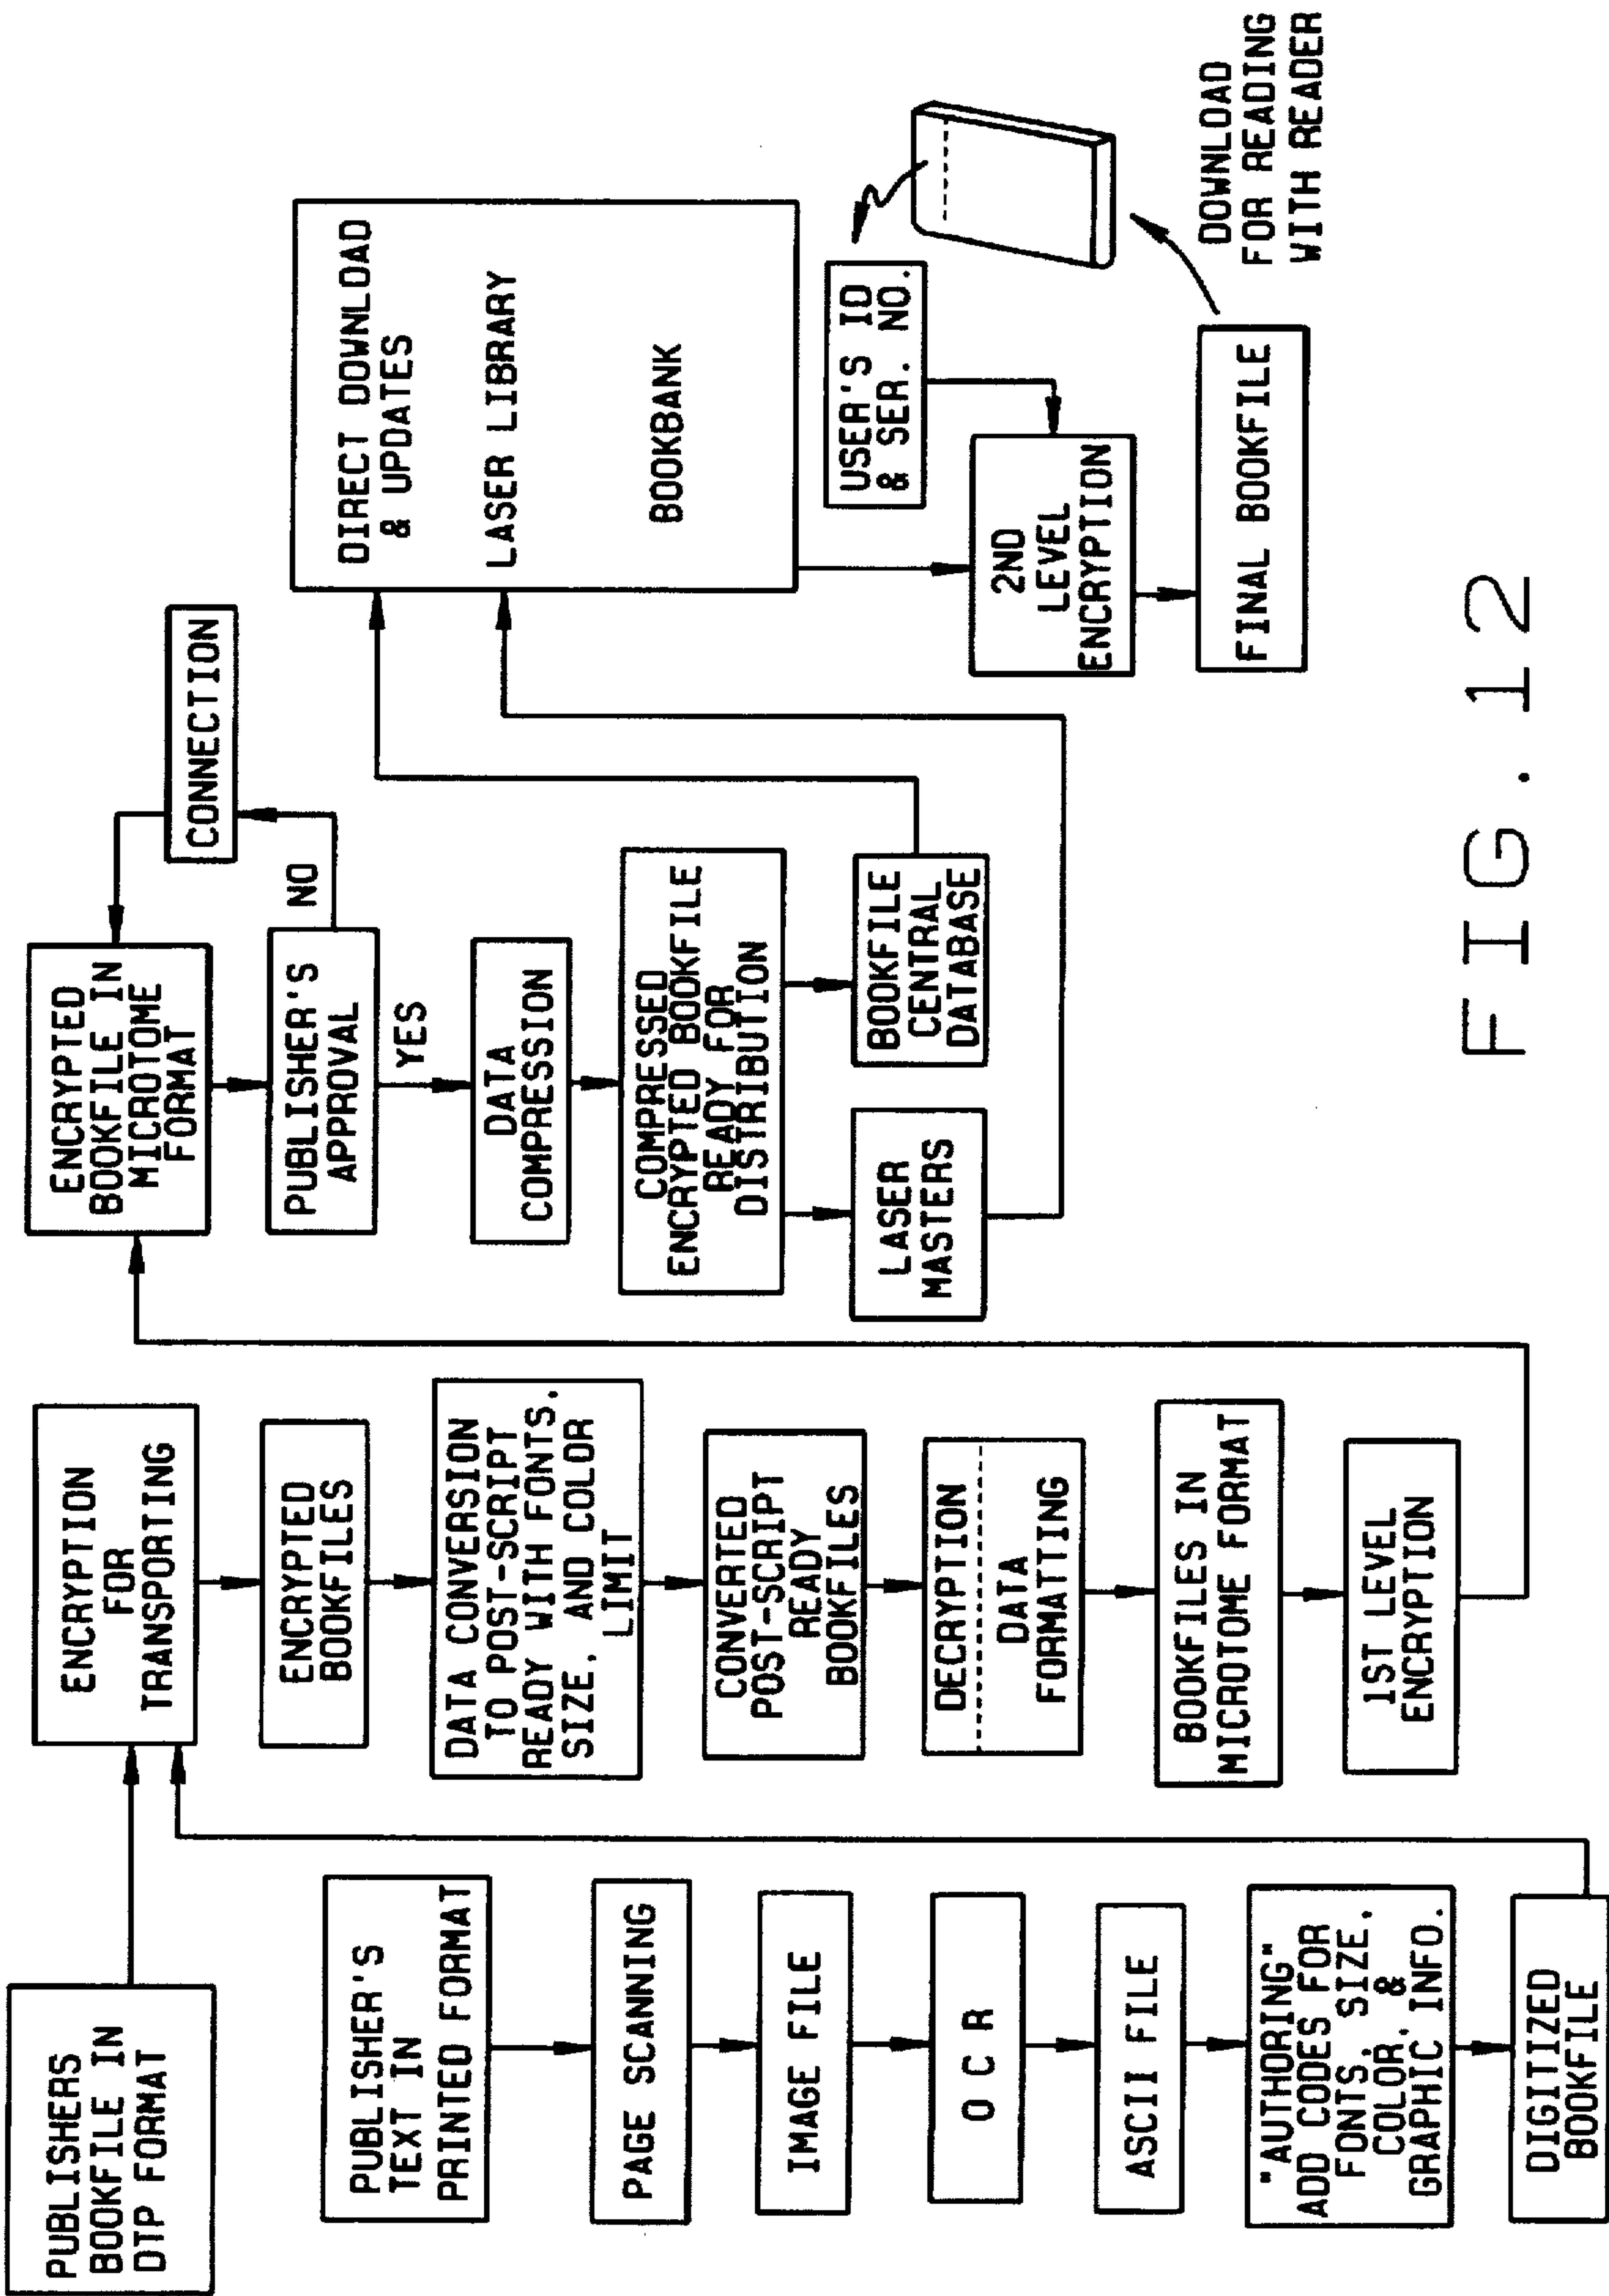 PUBLISHERS
BOOKFILE IN
DTP FORMAT
PUBLISHER'S
TEXT IN
PRINTED FORMAT
PAGE SCANNING
IMAGE FILE
O C R
ASCII FILE
"AUTHORING"
ADD CODES FOR
FONTS, SIZE,
COLOR, &
GRAPHIC INFO.
DIGITIZED
BOOKFILE
ENCRYPTION
FOR
TRANSPORTING
ENCRYPTED
BOOKFILES
DATA CONVERSION
TO POST-SCRIPT
READY WITH FONTS,
SIZE, AND COLOR
LIMIT
CONVERTED
POST-SCRIPT
READY
BOOKFILES
DECRYPTION
DATA
FORMATTING
BOOKFILES IN
MICROTOME FORMAT
1ST LEVEL
ENCRYPTION
ENCRYPTED
BOOKFILE IN
MICROTOME
FORMAT
CONNECTION
PUBLISHER'S
APPROVAL
NO
YES
DATA
COMPRESSION
COMPRESSED
ENCRYPTED BOOKFILE
READY FOR
DISTRIBUTION
LASER
MASTERS
BOOKFILE
CENTRAL
DATABASE
DIRECT DOWNLOAD
& UPDATES
LASER LIBRARY
BOOKBANK
USER'S ID
& SER. NO.
2ND
LEVEL
ENCRYPTION
FINAL BOOKFILE
DOWNLOAD
FOR READING
WITH READER
FIG. 12